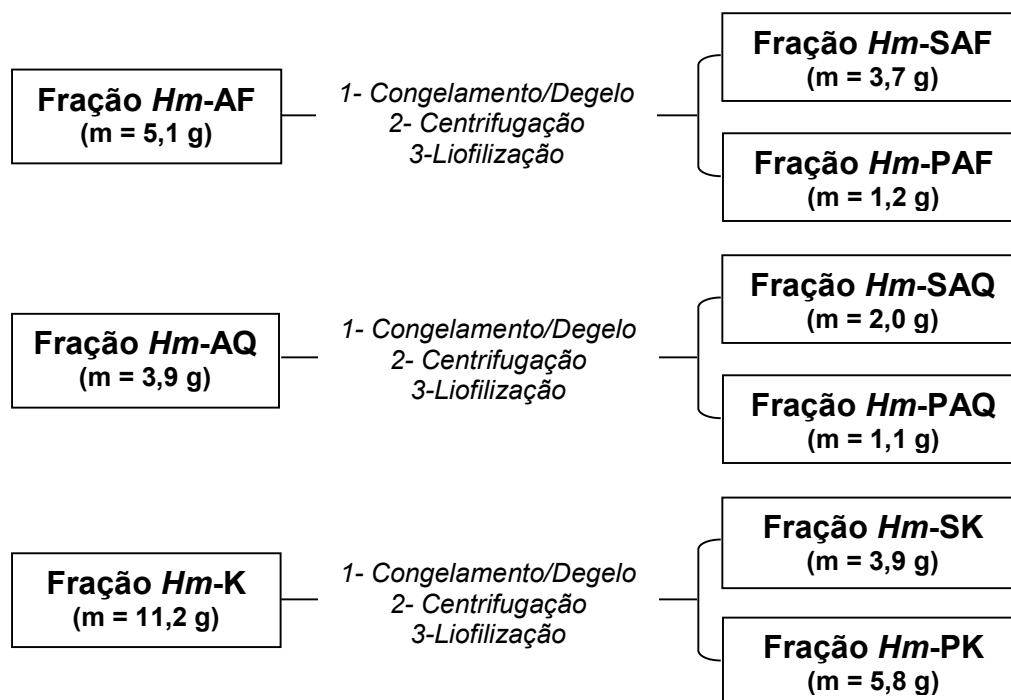 Fração Hm-AF
(m = 5,1 g)
1- Congelamento/Degelo
2- Centrifugação
3-Liofilização
Fração Hm-SAF
(m = 3,7 g)
Fração Hm-PAF
(m = 1,2 g)
Fração Hm-AQ
(m = 3,9 g)
1- Congelamento/Degelo
2- Centrifugação
3-Liofilização
Fração Hm-SAQ
(m = 2,0 g)
Fração Hm-PAQ
(m = 1,1 g)
Fração Hm-K
(m = 11,2 g)
1- Congelamento/Degelo
2- Centrifugação
3-Liofilização
Fração Hm-SK
(m = 3,9 g)
Fração Hm-PK
(m = 5,8 g)